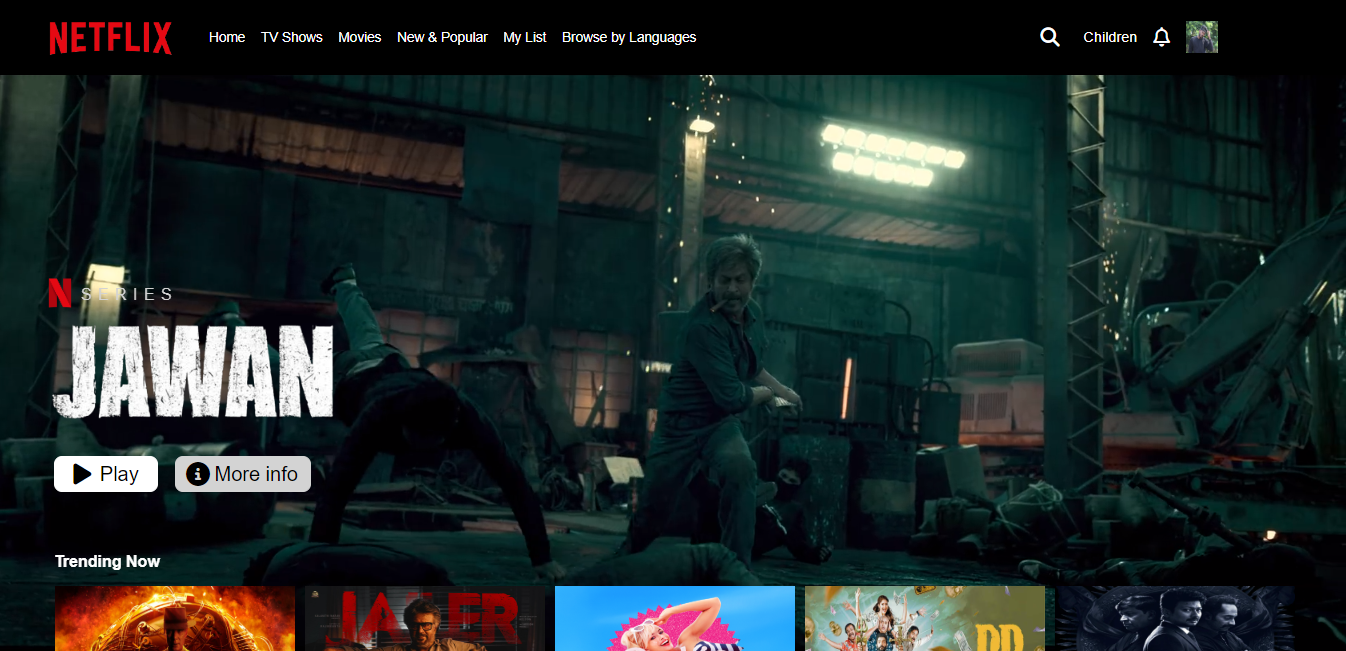 NETFLIX
Home TV Shows Movies New & Popular My List Browse by Languages
Children
N SERIES
JAWAN
Play More info
Trending Now
JAILER